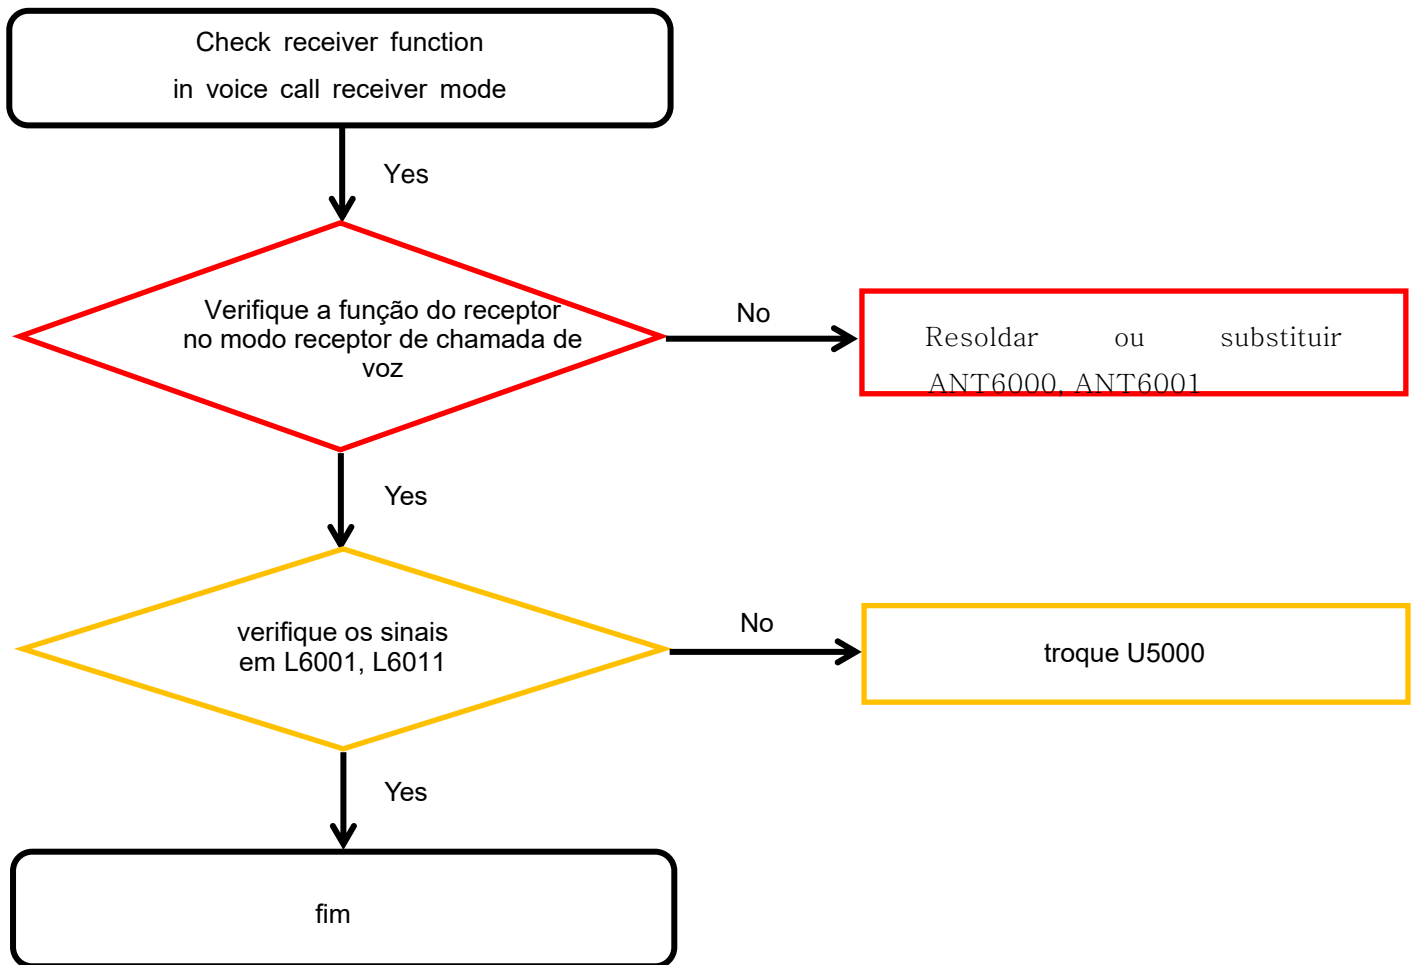 Check receiver function
in voice call receiver mode
Yes
Verifique a função do receptor
no modo receptor de chamada de
voz
No
Resoldar ou substituir
ANT6000, ANT6001
Yes
verifique os sinais
em L6001, L6011
No
troque U5000
Yes
fim